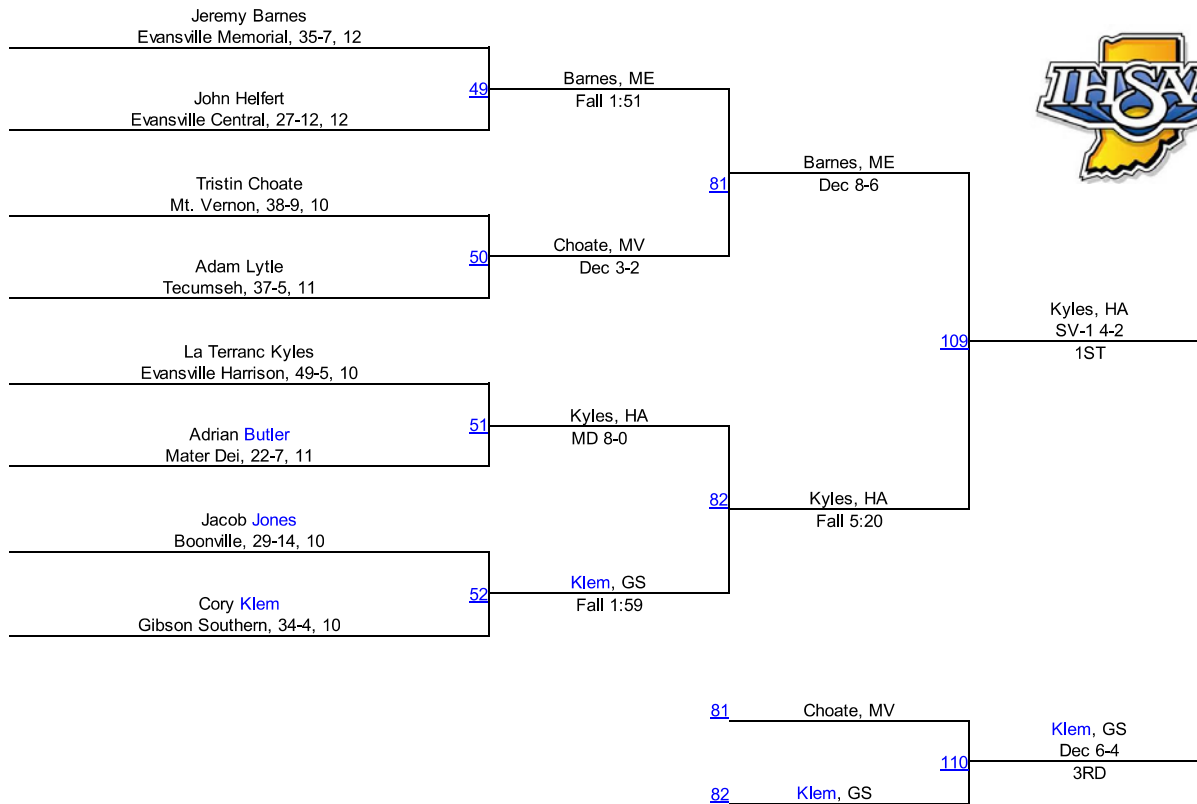 Jeremy Barnes
Evansville Memorial, 35-7, 12
49
Barnes, ME
Fall 1:51
John Helfert
Evansville Central, 27-12, 12
IHSAA
81
Barnes, ME
Dec 8-6
Tristin Choate
Mt. Vernon, 38-9, 10
50
Choate, MV
Dec 3-2
Adam Lytle
Tecumseh, 37-5, 11
109
Kyles, HA
SV-1 4-2
1ST
La Terranc Kyles
Evansville Harrison, 49-5, 10
51
Kyles, HA
MD 8-0
Adrian Butler
Mater Dei, 22-7, 11
82
Kyles, HA
Fall 5:20
Jacob Jones
Boonville, 29-14, 10
52
Klem, GS
Fall 1:59
Cory Klem
Gibson Southern, 34-4, 10
81
Choate, MV
110
Klem, GS
Dec 6-4
3RD
82
Klem, GS